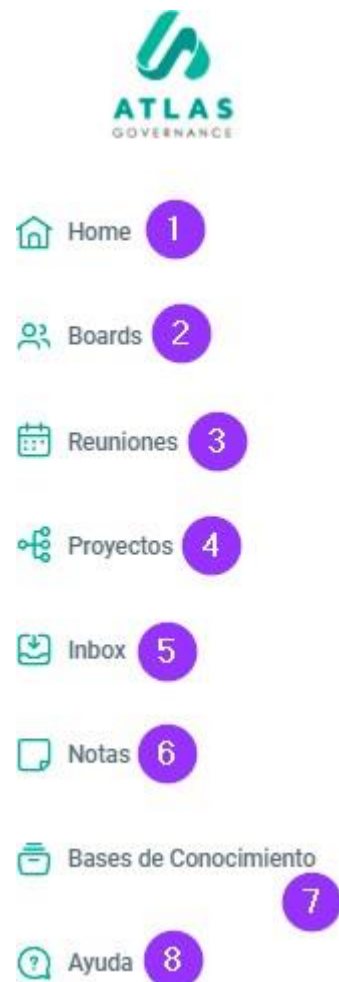 ATLAS
GOVERNANCE
Home 1
Boards 2
Reuniones 3
Proyectos 4
Inbox 5
Notas 6
Bases de Conocimiento
7
Ayuda 8